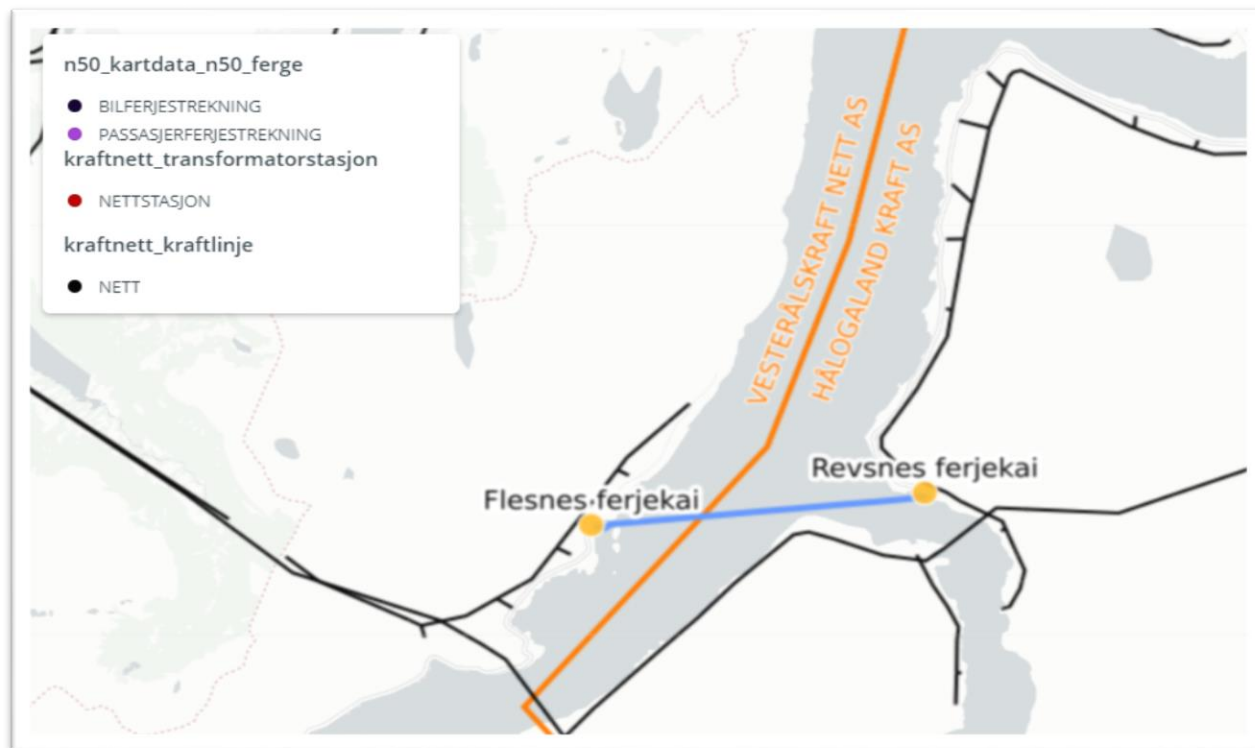 n50_kartdata_n50_ferge
BILFERJESTREKNING
PASSASJERFERJESTREKNING
kraftnett_transformatorstasjon
NETTSTASJON
kraftnett_kraftlinje
NETT
VESTERÅLSKRAFT NETT AS
HÅLOGALAND KRAFT AS
Revsnes ferjekai
Flesnes ferjekai